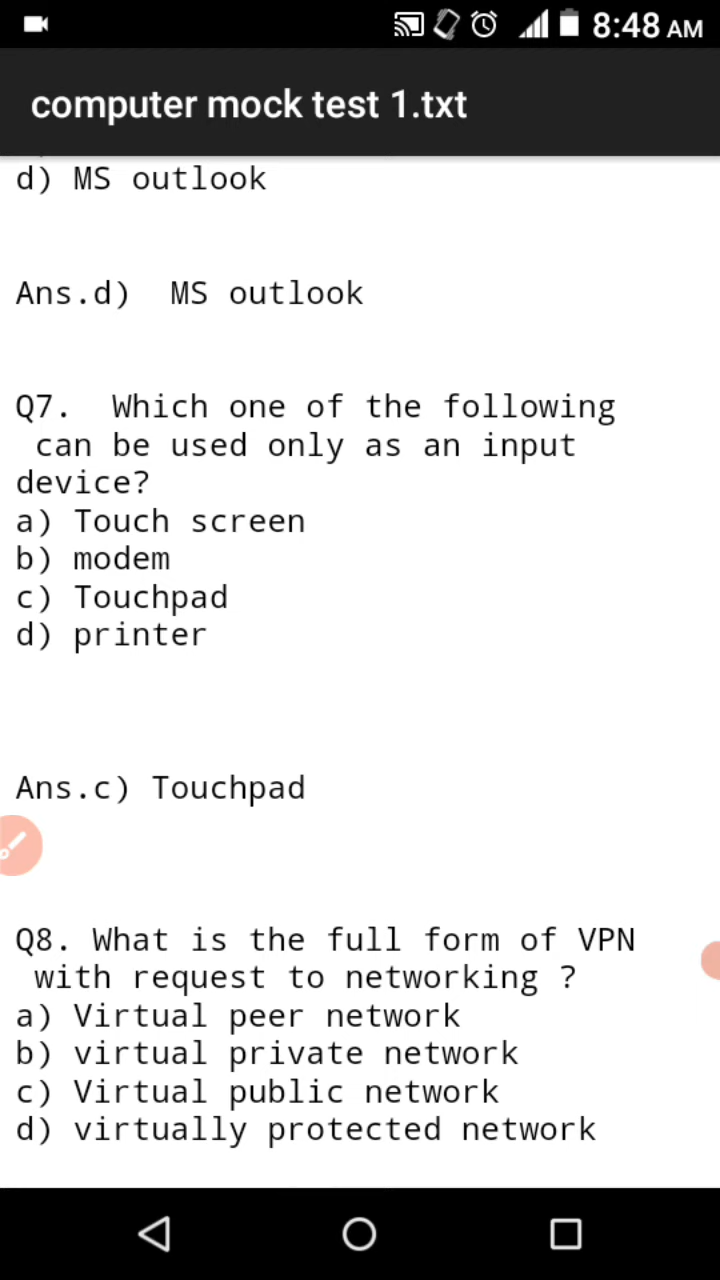 8:48 AM
computer mock test 1.txt
d) MS outlook
Ans.d)  MS outlook
Q7.  Which one of the following
can be used only as an input
device?
a) Touch screen
b) modem
c) Touchpad
d) printer
Ans.c) Touchpad
Q8. What is the full form of VPN
with request to networking ?
a) Virtual peer network
b) virtual private network
c) Virtual public network
d) virtually protected network